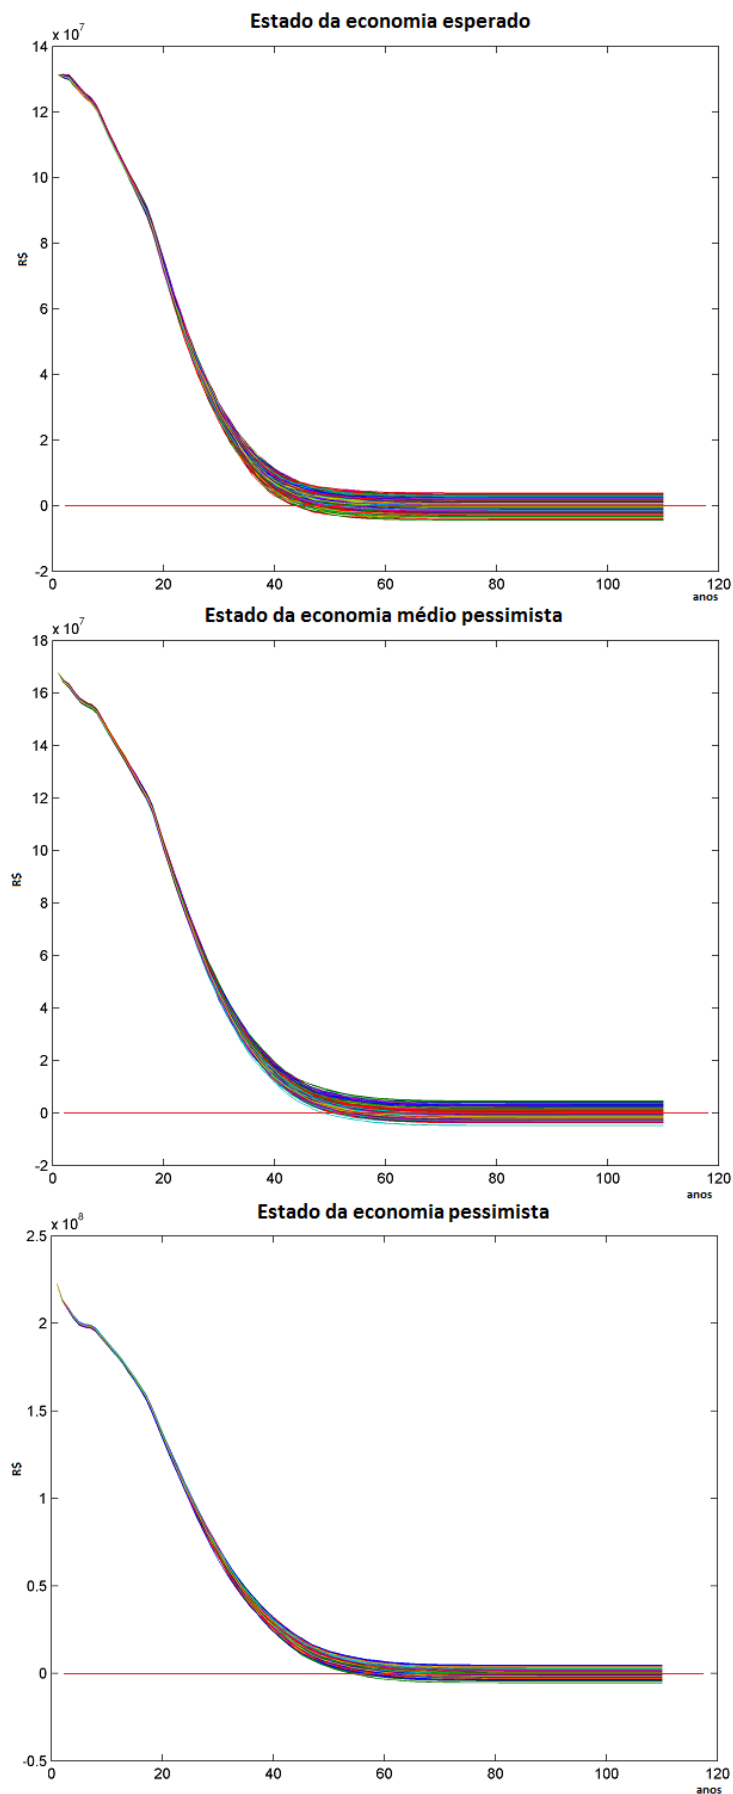 Estado da economia esperado
x 10^7
14
12
10
8
6
4
2
0
-2
R$
0 20 40 60 80 100 120
anos
Estado da economia médio pessimista
x 10^7
18
16
14
12
10
8
6
4
2
0
-2
R$
0 20 40 60 80 100 120
anos
Estado da economia pessimista
x 10^8
2.5
2
1.5
1
0.5
0
-0.5
R$
0 20 40 60 80 100 120
anos